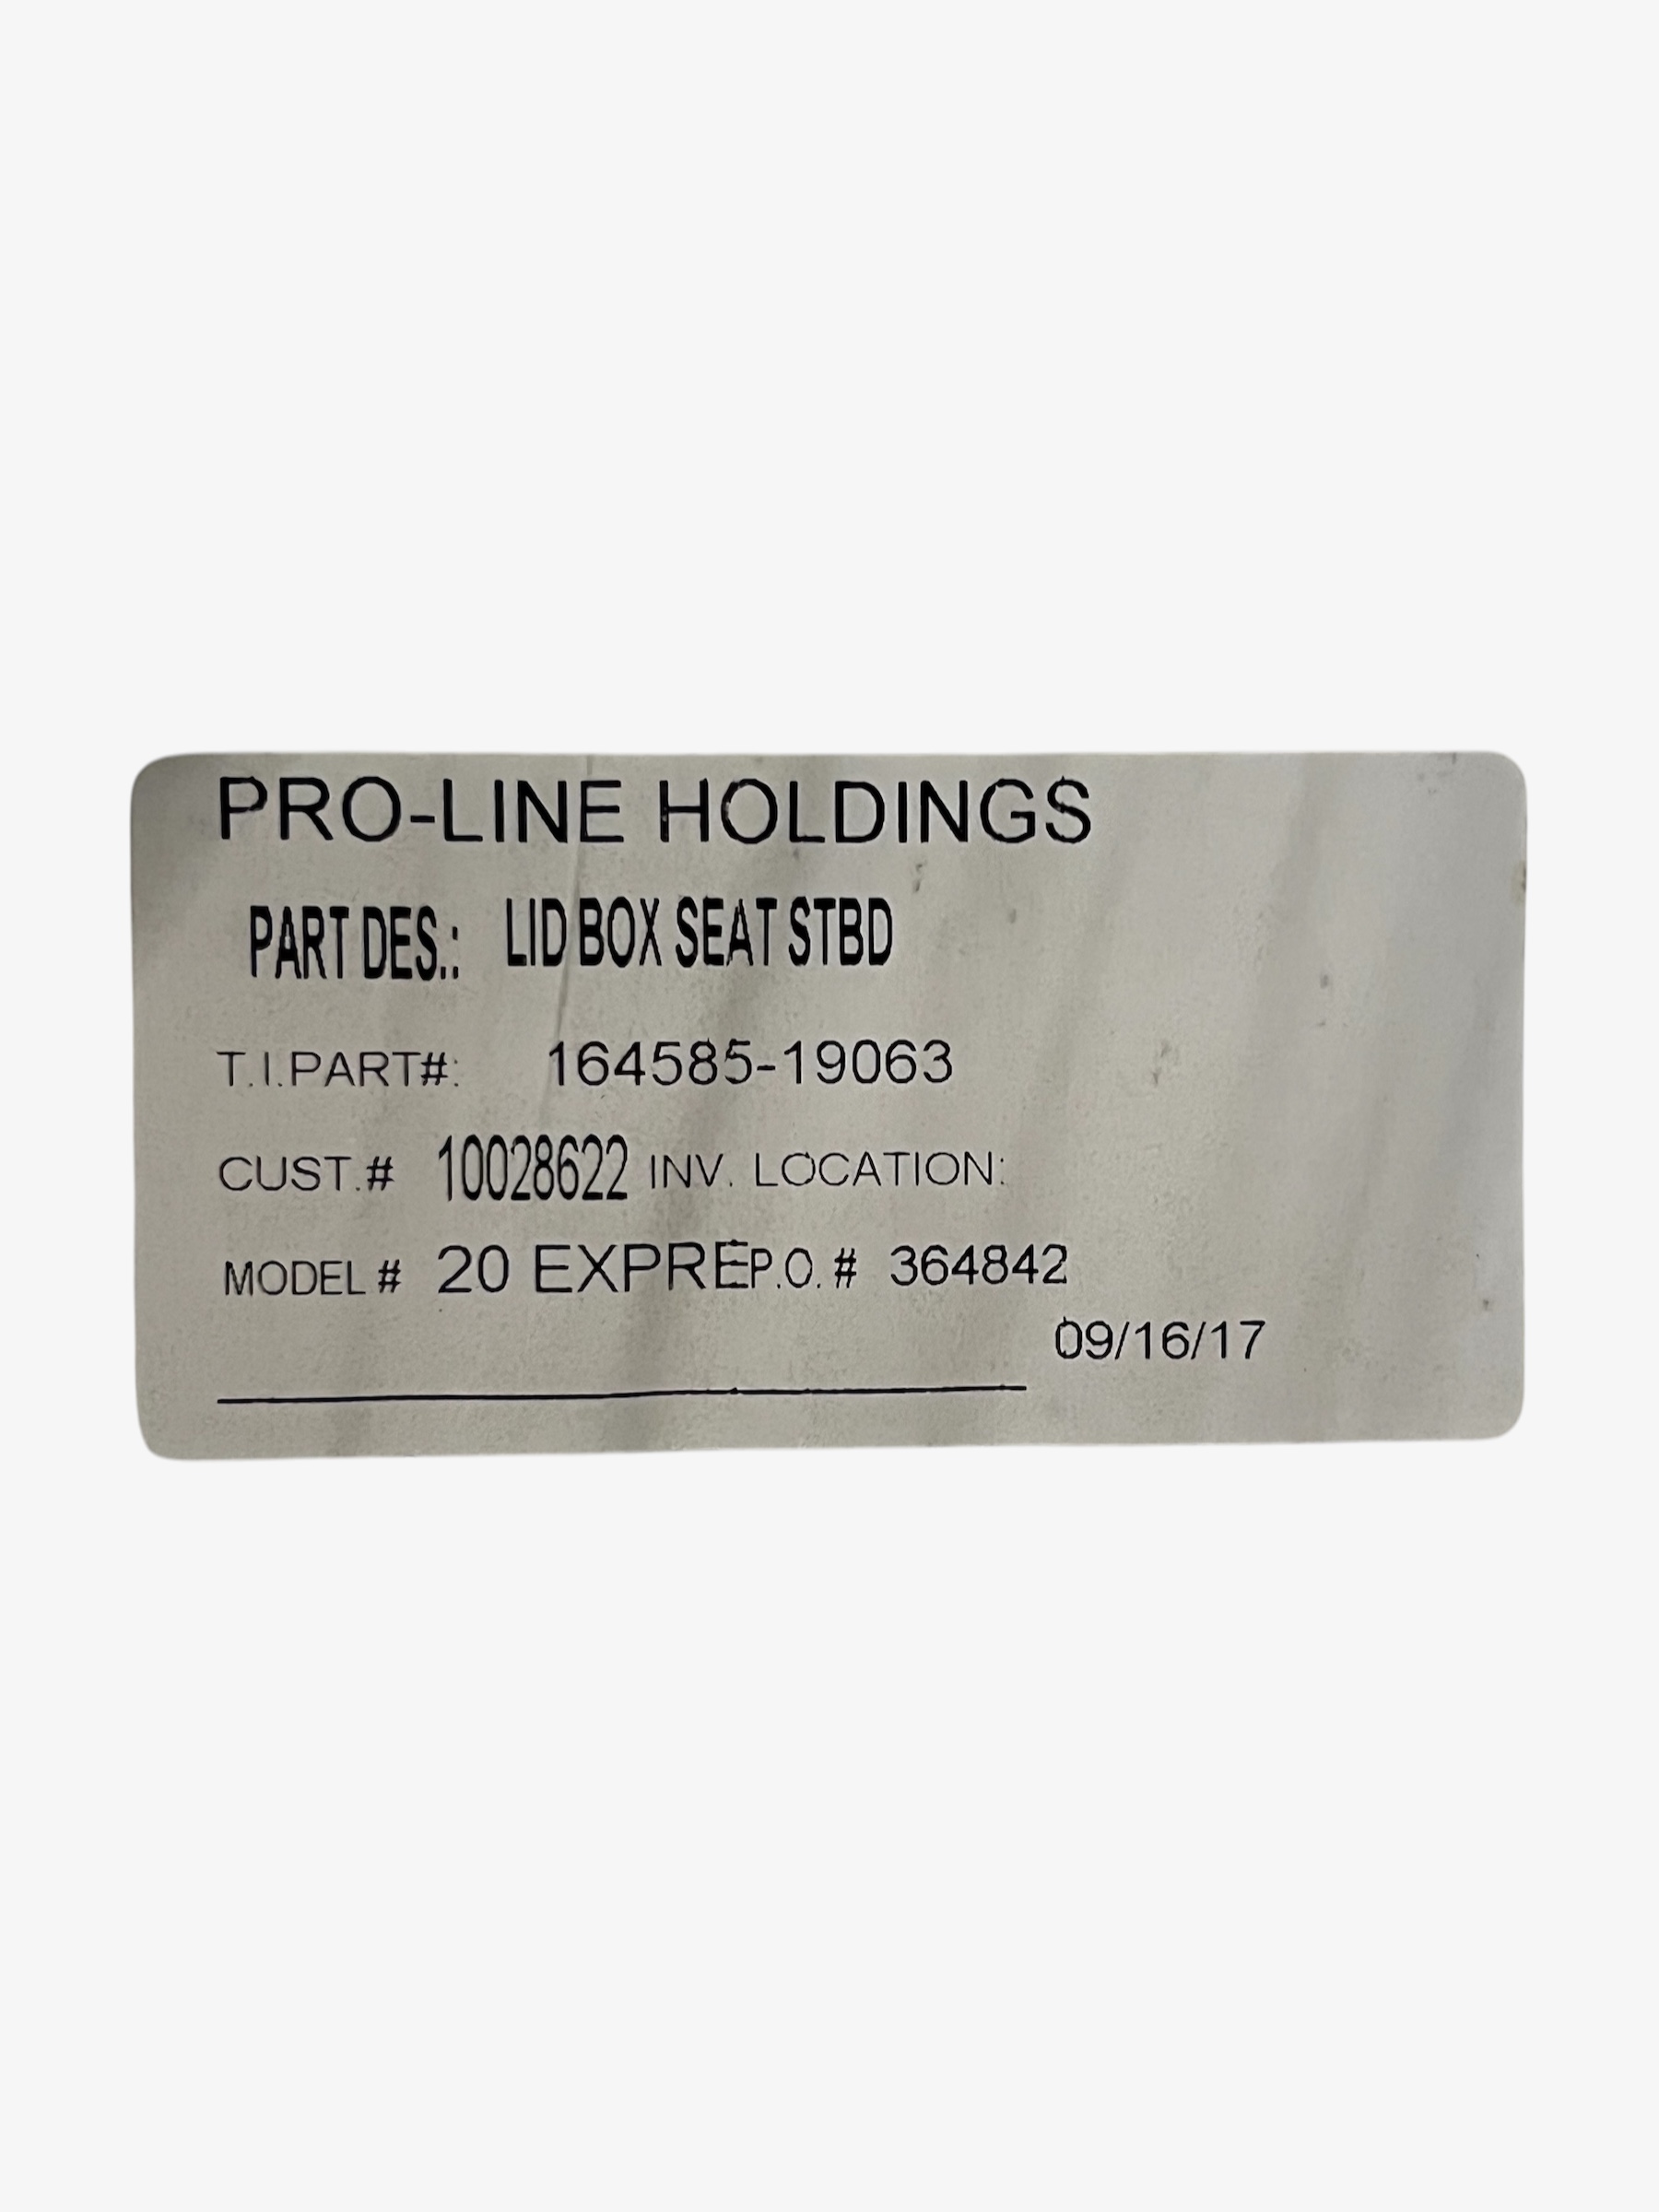 PRO-LINE HOLDINGS
PART DES.: LID BOX SEAT STBD
T.I.PART#: 164585-19063
CUST.# 10028622 INV. LOCATION:
MODEL # 20 EXPREP.O. # 364842
09/16/17